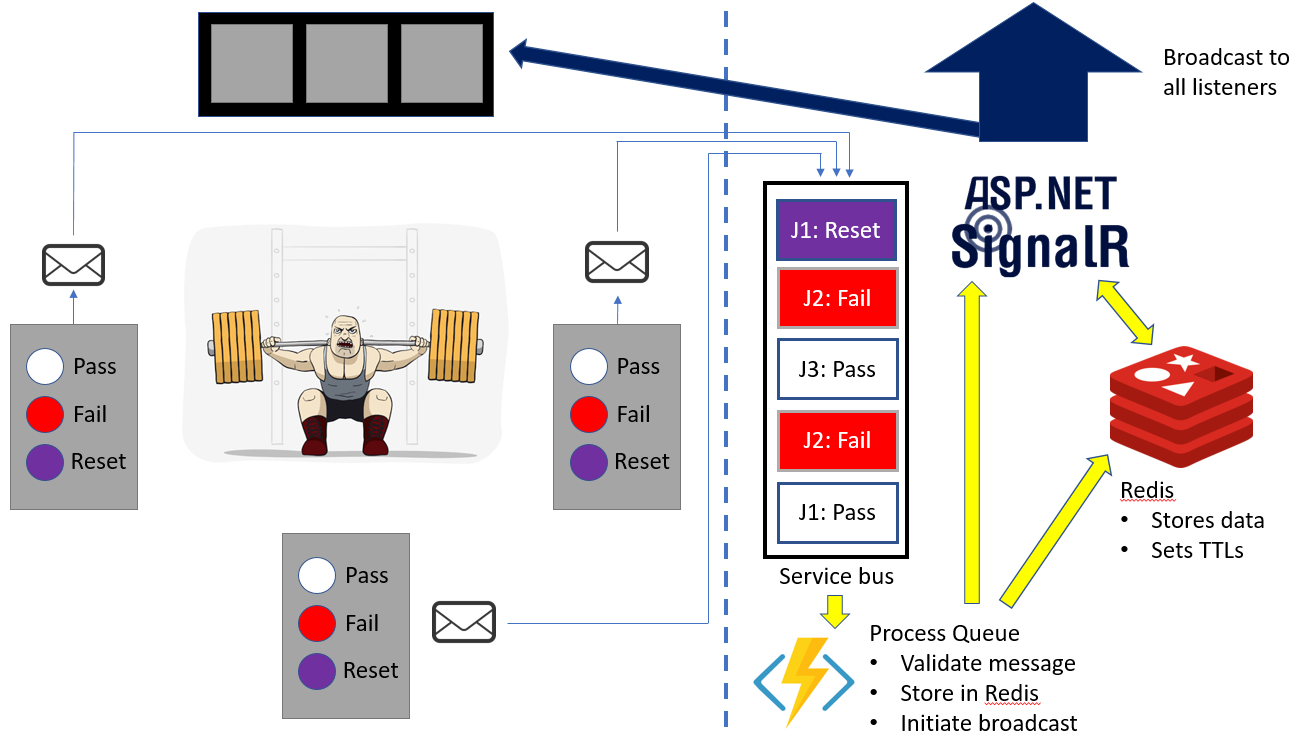 Broadcast to
all listeners
ASP.NET
SignalR
J1: Reset
J2: Fail
J3: Pass
J2: Fail
J1: Pass
Service bus
Pass
Fail
Reset
Pass
Fail
Reset
Pass
Fail
Reset
Redis
• Stores data
• Sets TTLs
Process Queue
• Validate message
• Store in Redis
• Initiate broadcast